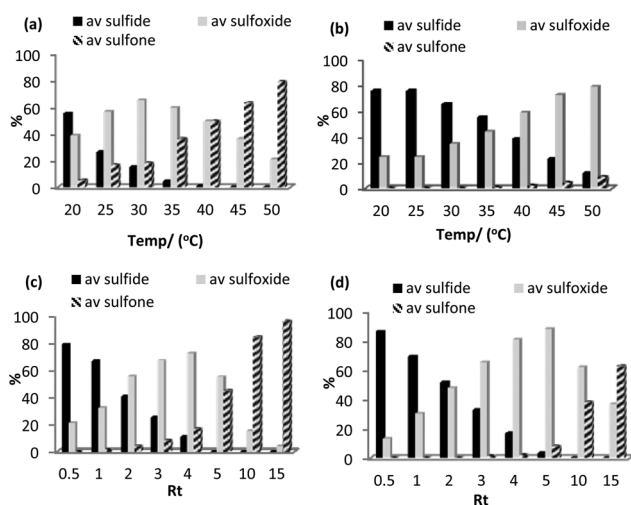 (a) av sulfide av sulfoxide
av sulfone
100
80
60
40
20
0
%
20 25 30 35 40 45 50
Temp/ (°C)
(b) av sulfide av sulfoxide
av sulfone
100
80
60
40
20
0
%
20 25 30 35 40 45 50
Temp/ (°C)
(c) av sulfide av sulfoxide
av sulfone
100
80
60
40
20
0
%
0.5 1 2 3 4 5 10 15
Rt
(d) av sulfide av sulfoxide
av sulfone
100
80
60
40
20
0
%
0.5 1 2 3 4 5 10 15
Rt